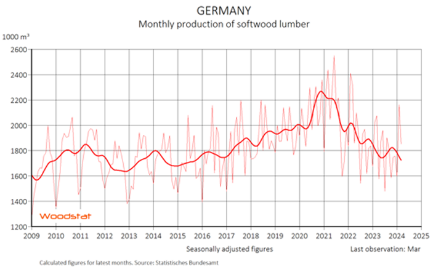 GERMANY
Monthly production of softwood lumber
1000 m³
2600
2400
2200
2000
1800
1600
1400
1200
Woodstat
2009 2010 2011 2012 2013 2014 2015 2016 2017 2018 2019 2020 2021 2022 2023 2024 2025
Seasonally adjusted figures Last observation: Mar
Calculated figures for latest months. Source: Statistisches Bundesamt